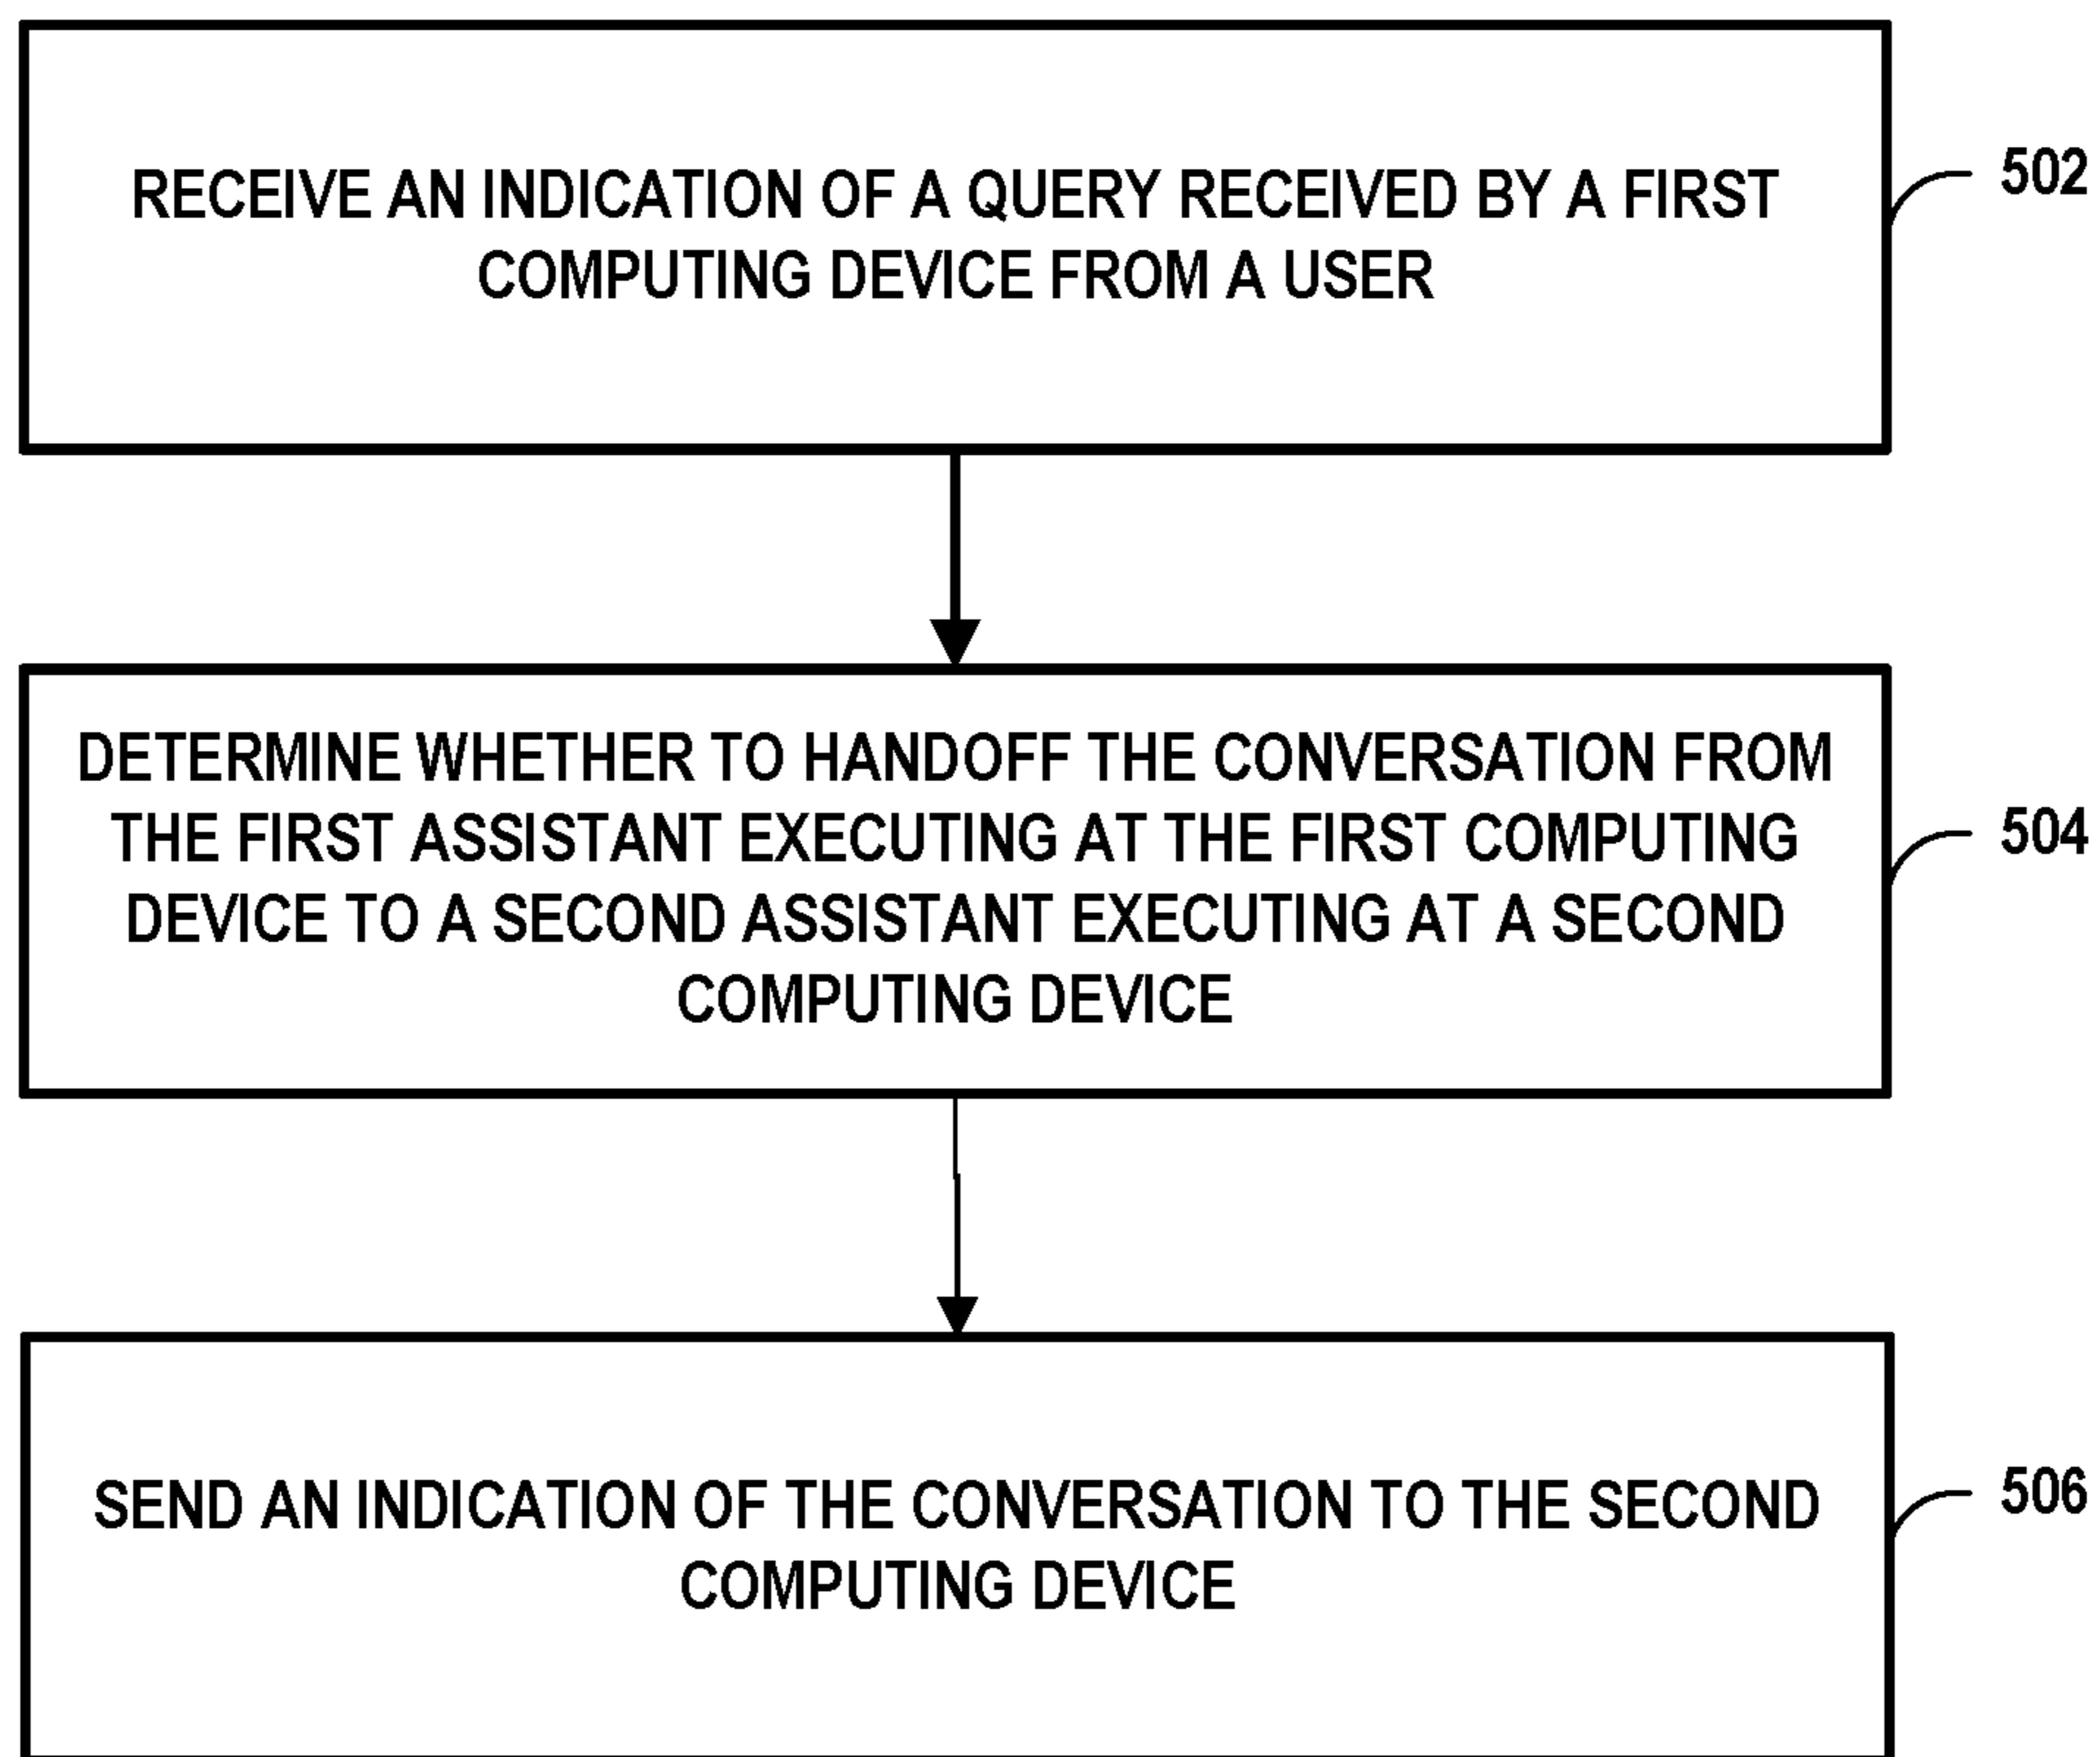 RECEIVE AN INDICATION OF A QUERY RECEIVED BY A FIRST
COMPUTING DEVICE FROM A USER
502
DETERMINE WHETHER TO HANDOFF THE CONVERSATION FROM
THE FIRST ASSISTANT EXECUTING AT THE FIRST COMPUTING
DEVICE TO A SECOND ASSISTANT EXECUTING AT A SECOND
COMPUTING DEVICE
504
SEND AN INDICATION OF THE CONVERSATION TO THE SECOND
COMPUTING DEVICE
506